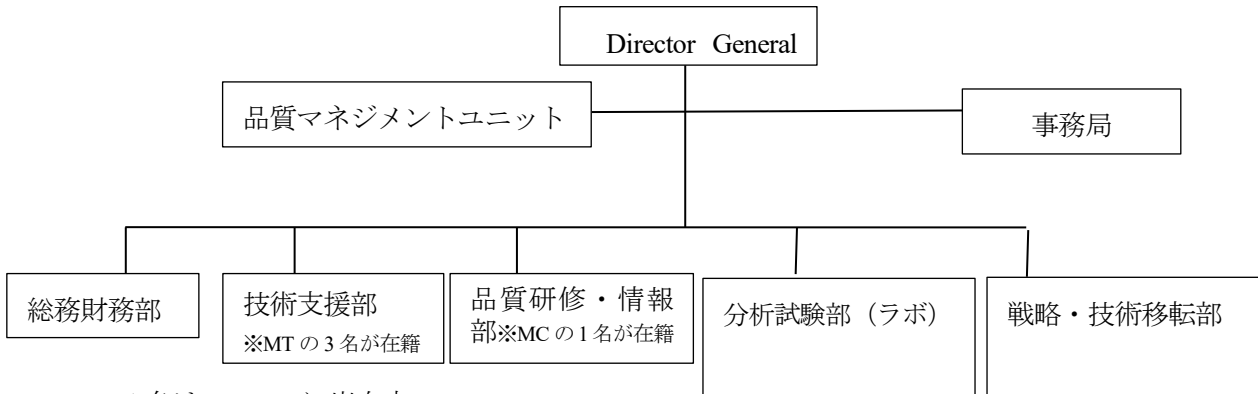 Director General
品質マネジメントユニット
事務局
総務財務部
技術支援部
※MT の 3 名が在籍
品質研修・情報
部※MC の 1 名が在籍
分析試験部（ラボ）
戦略・技術移転部